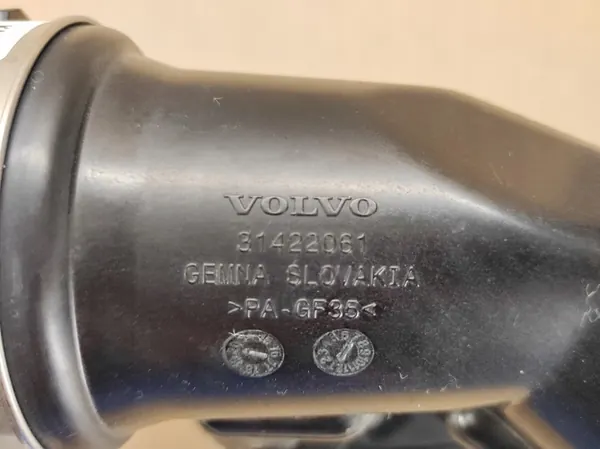 VOLVO
31422061
GEMNA SLOVAKIA
>PA-GF35<